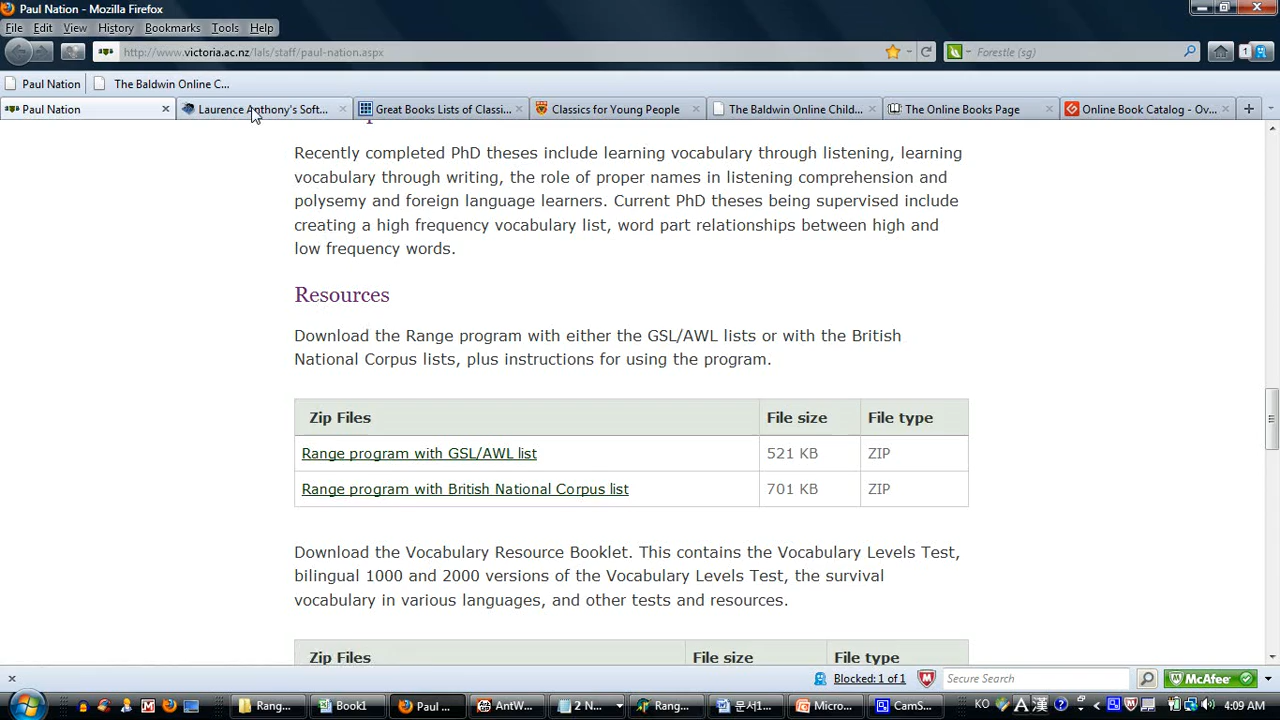 Paul Nation - Mozilla Firefox
File Edit View History Bookmarks Tools Help
http://www.victoria.ac.nz/lals/staff/paul-nation.aspx
Forestle (sg)
1
Paul Nation
The Baldwin Online C...
Paul Nation
Laurence Anthony's Soft...
Great Books Lists of Classi...
Classics for Young People
The Baldwin Online Child...
The Online Books Page
Online Book Catalog - Ov...
Recently completed PhD theses include learning vocabulary through listening, learning
vocabulary through writing, the role of proper names in listening comprehension and
polysemy and foreign language learners. Current PhD theses being supervised include
creating a high frequency vocabulary list, word part relationships between high and
low frequency words.
Resources
Download the Range program with either the GSL/AWL lists or with the British
National Corpus lists, plus instructions for using the program.
Zip Files File size File type
Range program with GSL/AWL list 521 KB ZIP
Range program with British National Corpus list 701 KB ZIP
Download the Vocabulary Resource Booklet. This contains the Vocabulary Levels Test,
bilingual 1000 and 2000 versions of the Vocabulary Levels Test, the survival
vocabulary in various languages, and other tests and resources.
Zip Files File size File type
Blocked: 1 of 1
Secure Search
McAfee
Rang...
Book1
Paul ...
AntW...
2 N...
Rang...
문서1...
Micro...
CamS...
KO
A漢
4:09 AM